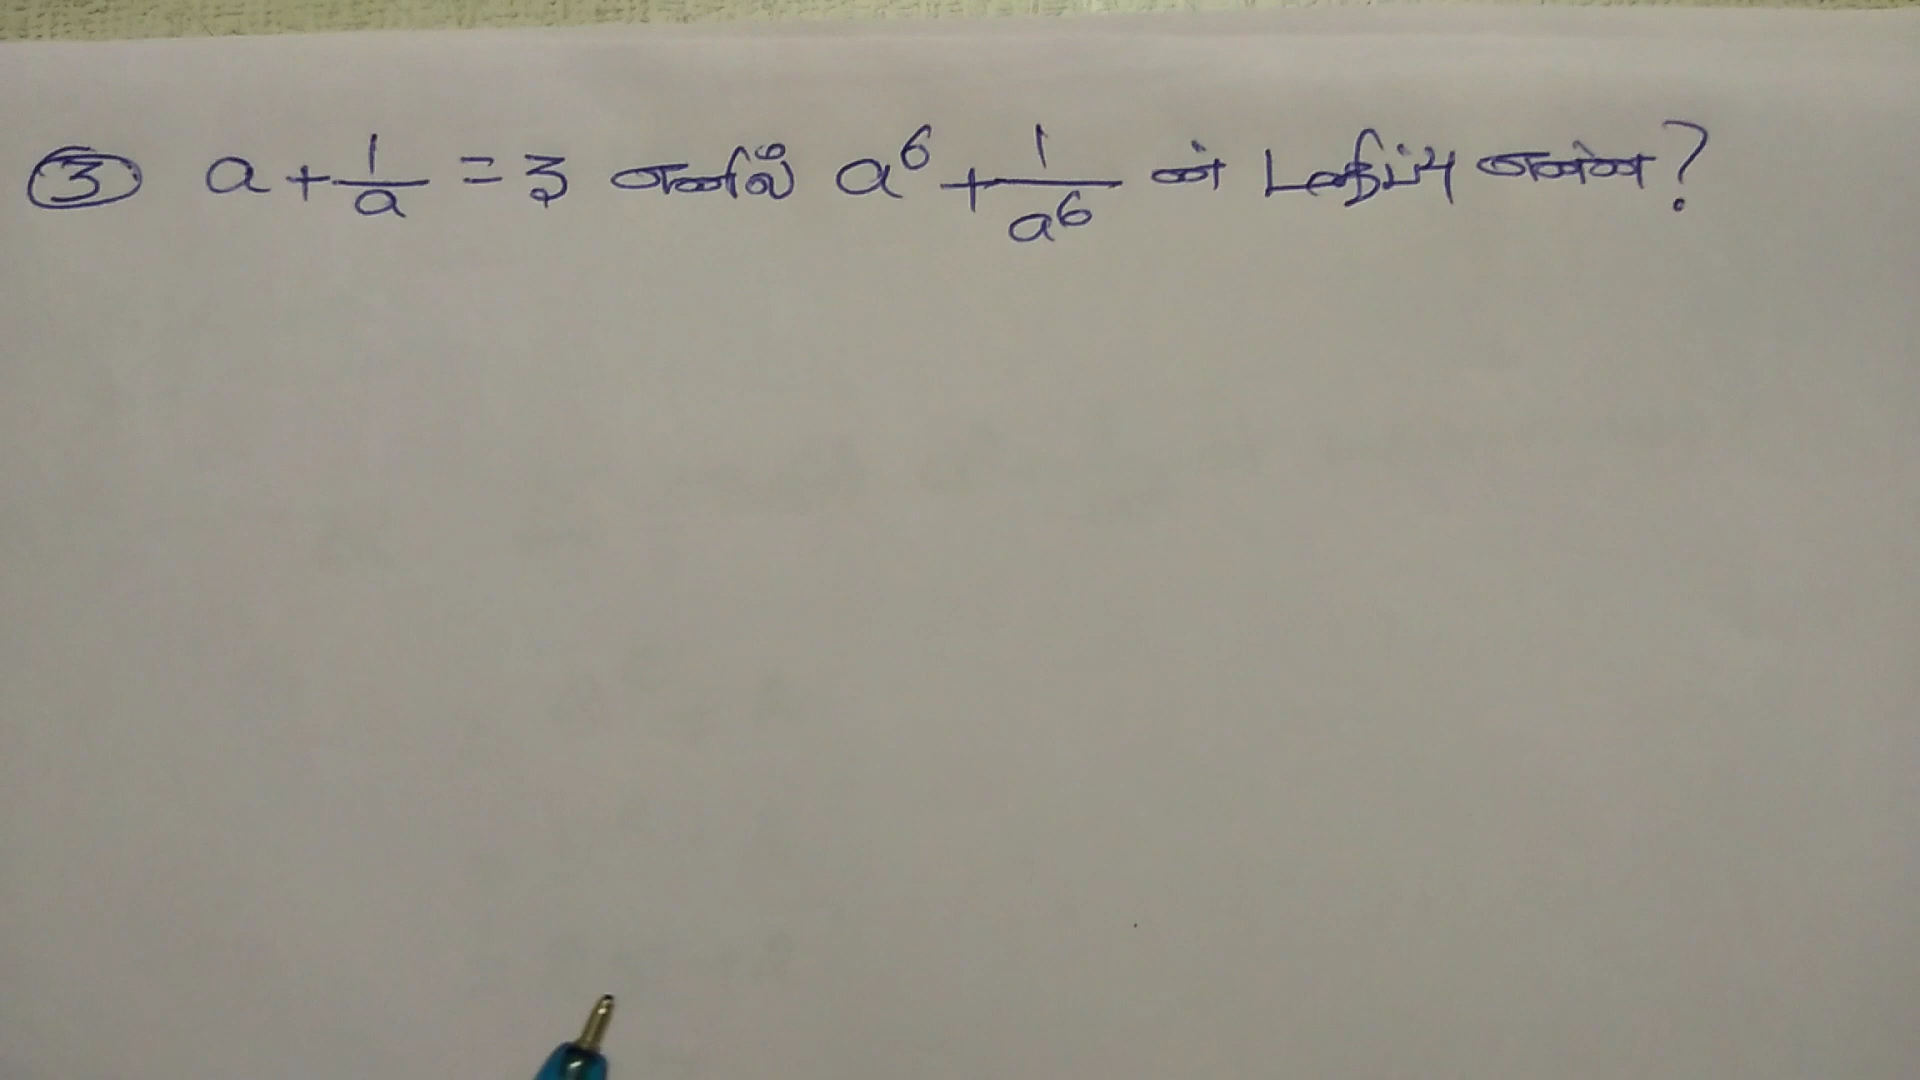 ③ a + 1/a = 3 எனில் a⁶ + 1/a⁶ ன் மதிப்பு என்ன?